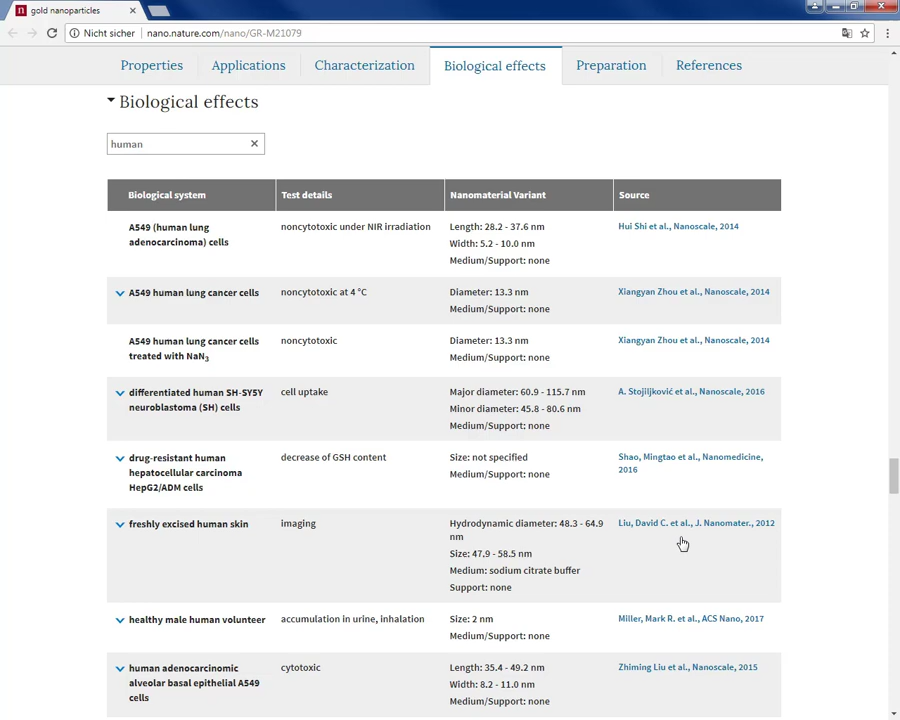 gold nanoparticles
Nicht sicher nano.nature.com/nano/GR-M21079
Properties Applications Characterization Biological effects Preparation References
Biological effects
human
Biological system Test details Nanomaterial Variant Source
A549 (human lung
adenocarcinoma) cells
noncytotoxic under NIR irradiation
Length: 28.2 - 37.6 nm
Width: 5.2 - 10.0 nm
Medium/Support: none
Hui Shi et al., Nanoscale, 2014
A549 human lung cancer cells
noncytotoxic at 4 °C
Diameter: 13.3 nm
Medium/Support: none
Xiangyan Zhou et al., Nanoscale, 2014
A549 human lung cancer cells
treated with NaN3
noncytotoxic
Diameter: 13.3 nm
Medium/Support: none
Xiangyan Zhou et al., Nanoscale, 2014
differentiated human SH-SY5Y
neuroblastoma (SH) cells
cell uptake
Major diameter: 60.9 - 115.7 nm
Minor diameter: 45.8 - 80.6 nm
Medium/Support: none
A. Stojiljković et al., Nanoscale, 2016
drug-resistant human
hepatocellular carcinoma
HepG2/ADM cells
decrease of GSH content
Size: not specified
Medium/Support: none
Shao, Mingtao et al., Nanomedicine,
2016
freshly excised human skin
imaging
Hydrodynamic diameter: 48.3 - 64.9
nm
Size: 47.9 - 58.5 nm
Medium: sodium citrate buffer
Support: none
Liu, David C. et al., J. Nanomater., 2012
healthy male human volunteer
accumulation in urine, inhalation
Size: 2 nm
Medium/Support: none
Miller, Mark R. et al., ACS Nano, 2017
human adenocarcinomic
alveolar basal epithelial A549
cells
cytotoxic
Length: 35.4 - 49.2 nm
Width: 8.2 - 11.0 nm
Medium/Support: none
Zhiming Liu et al., Nanoscale, 2015